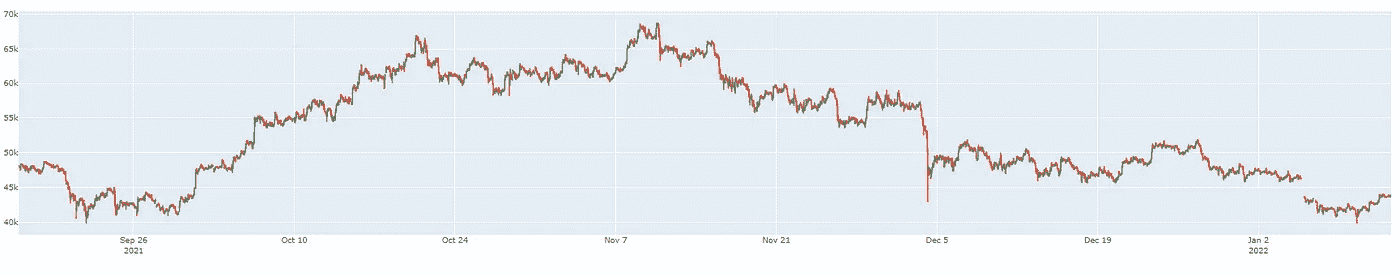 70k
65k
60k
55k
50k
45k
40k
Sep 26
2021
Oct 10
Oct 24
Nov 7
Nov 21
Dec 5
Dec 19
Jan 2
2022